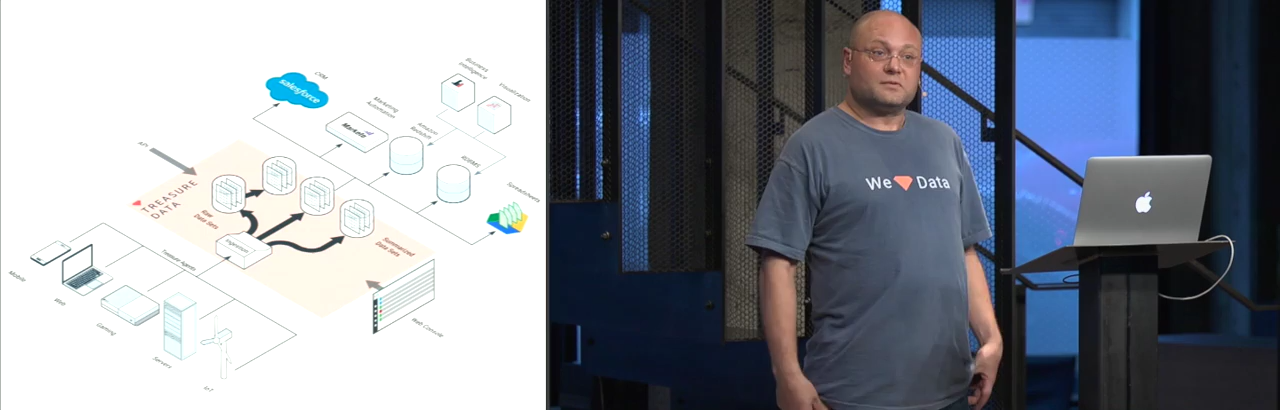 Business
Intelligence
Visualization
CRM
salesforce
Marketing
Automation
Marketo
Amazon
Redshift
RDBMS
Spreadsheets
API
TREASURE
DATA
Raw
Data Sets
Summarized
Data Sets
Ingestion
Treasure Agents
Mobile
Web
Gaming
Servers
IoT
Web Console
We Data